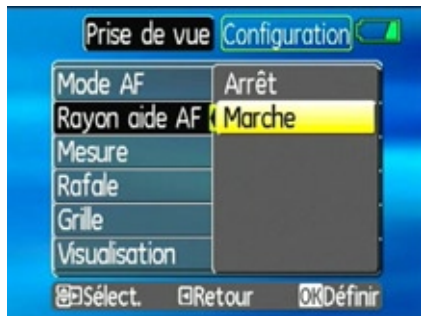 Prise de vue Configuration
Mode AF Arrêt
Rayon aide AF Marche
Mesure
Rafale
Grille
Visualisation
Sélect. Retour OK Définir